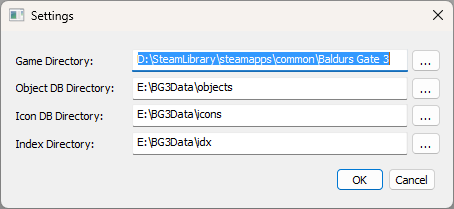 Settings
Game Directory: D:\SteamLibrary\steamapps\common\Baldurs Gate 3 ...
Object DB Directory: E:\BG3Data\objects ...
Icon DB Directory: E:\BG3Data\icons ...
Index Directory: E:\BG3Data\idx ...
OK Cancel